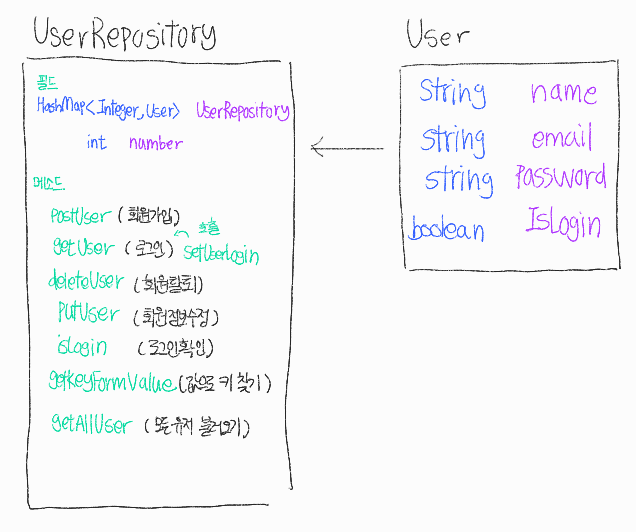 UserRepository
필드
HashMap<Integer,User> UserRepository
int number
메소드
postUser (회원가입)
호출
getUser (로그인) setUserLogin
deleteUser (회원탈퇴)
PutUser (회원정보수정)
isLogin (로그인확인)
getKeyFormValue (값으로 키 찾기)
getAllUser (모든유저 불러오기)
User
String name
String email
String Password
boolean IsLogin